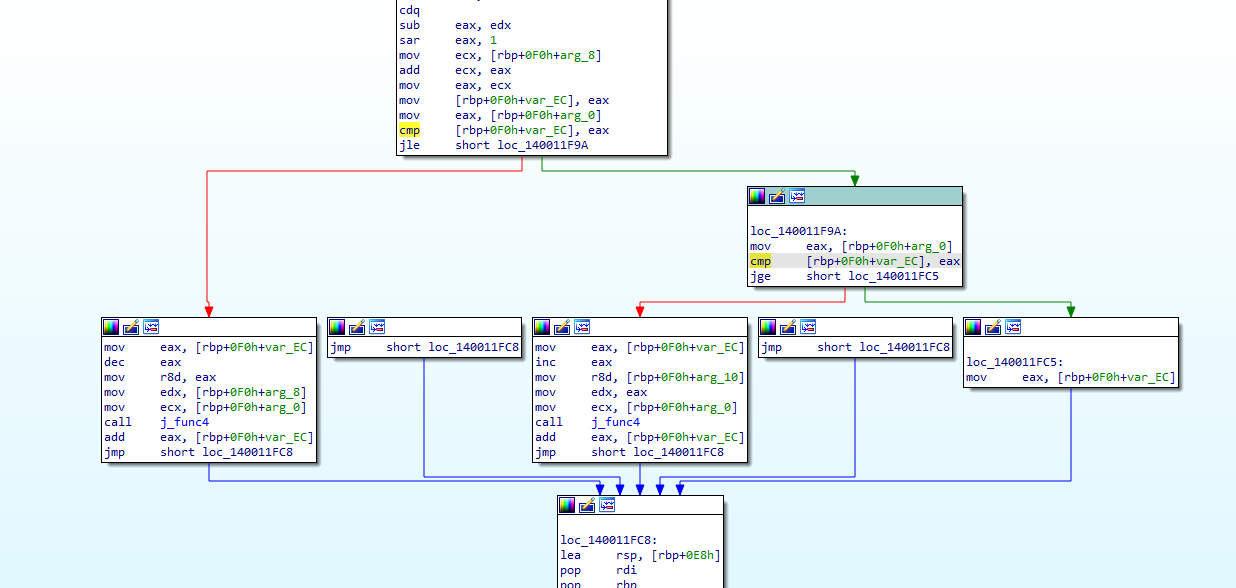 cdq
sub eax, edx
sar eax, 1
mov ecx, [rbp+0F0h+arg_8]
add ecx, eax
mov eax, ecx
mov [rbp+0F0h+var_EC], eax
mov eax, [rbp+0F0h+arg_0]
cmp [rbp+0F0h+var_EC], eax
jle short loc_140011F9A
loc_140011F9A:
mov eax, [rbp+0F0h+arg_0]
cmp [rbp+0F0h+var_EC], eax
jge short loc_140011FC5
mov eax, [rbp+0F0h+var_EC]
dec eax
mov r8d, eax
mov edx, [rbp+0F0h+arg_8]
mov ecx, [rbp+0F0h+arg_0]
call j_func4
add eax, [rbp+0F0h+var_EC]
jmp short loc_140011FC8
jmp short loc_140011FC8
mov eax, [rbp+0F0h+var_EC]
inc eax
mov r8d, [rbp+0F0h+arg_10]
mov edx, eax
mov ecx, [rbp+0F0h+arg_0]
call j_func4
add eax, [rbp+0F0h+var_EC]
jmp short loc_140011FC8
jmp short loc_140011FC8
loc_140011FC5:
mov eax, [rbp+0F0h+var_EC]
loc_140011FC8:
lea rsp, [rbp+0E8h]
pop rdi
pop rbp